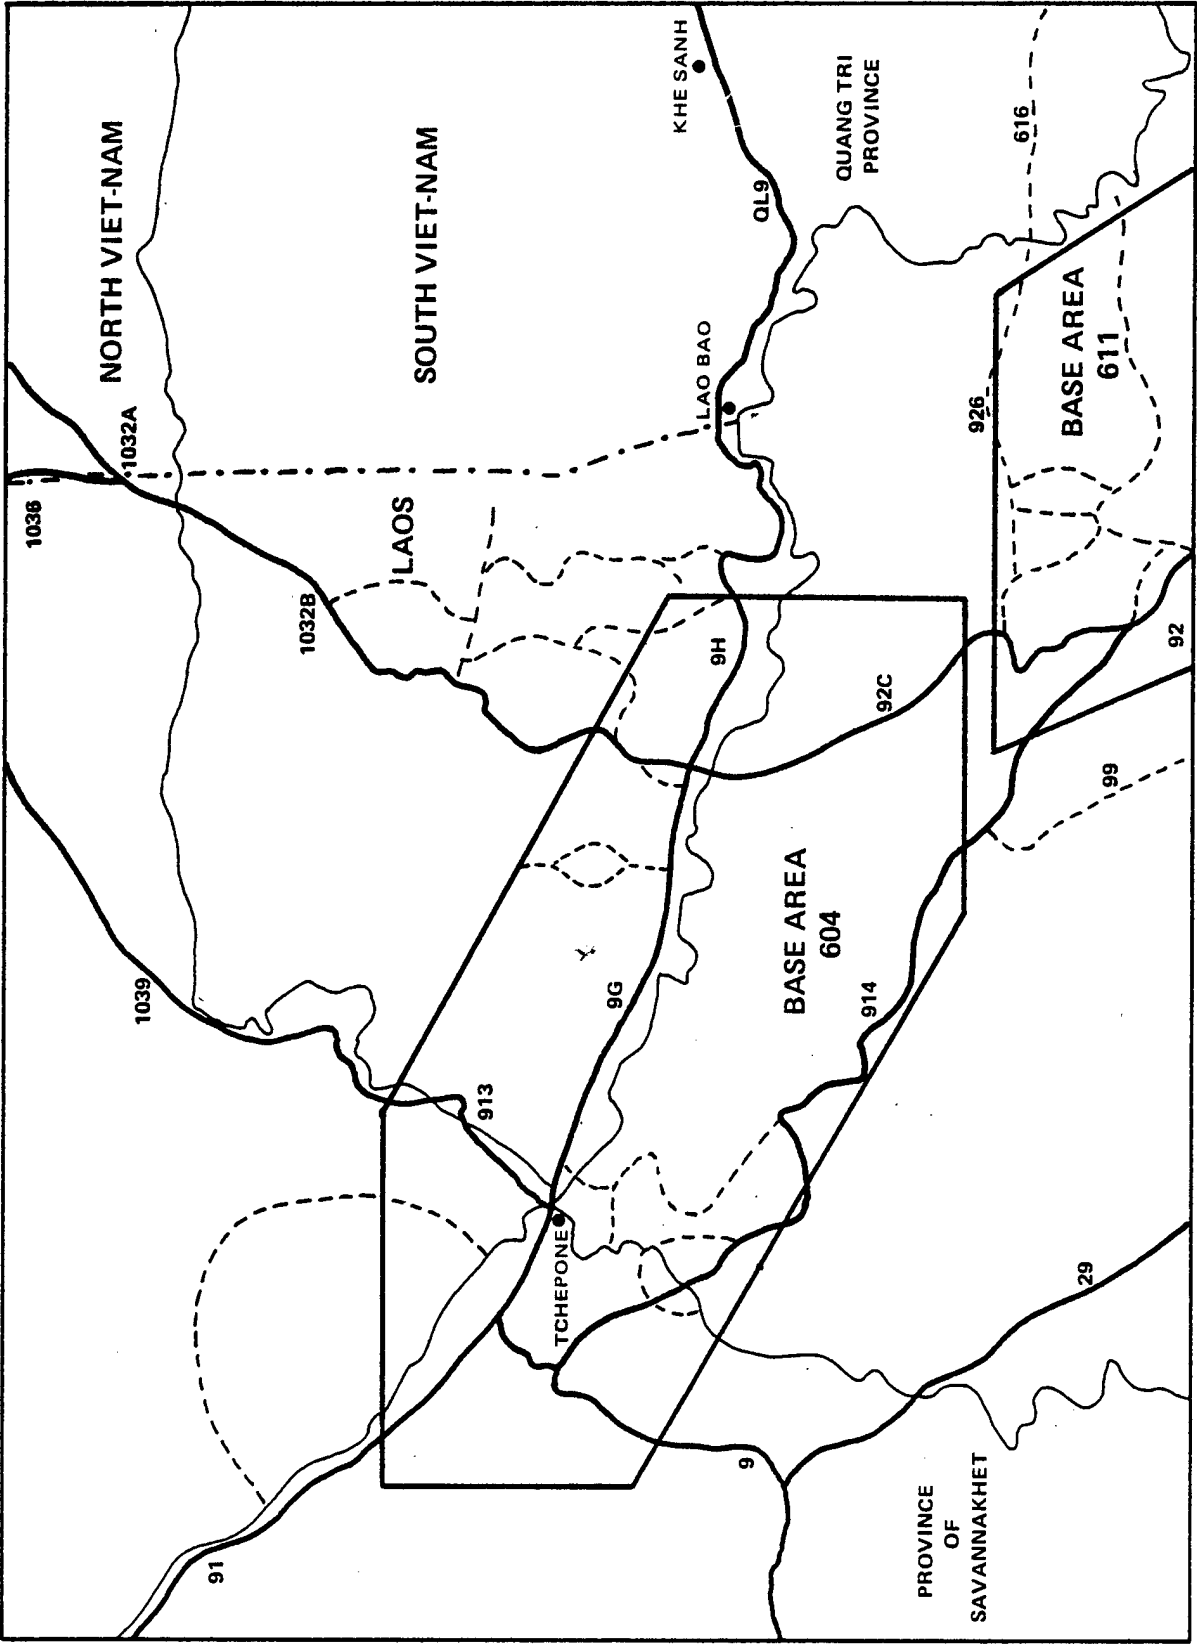 NORTH VIET-NAM
SOUTH VIET-NAM
LAOS
KHE SANH
QUANG TRI
PROVINCE
QL9
LAO BAO
616
926
BASE AREA
611
1036
1032A
1032B
9H
92C
92
99
1039
913
9G
BASE AREA
604
914
TCHEPONE
91
9
29
PROVINCE
OF
SAVANNAKHET